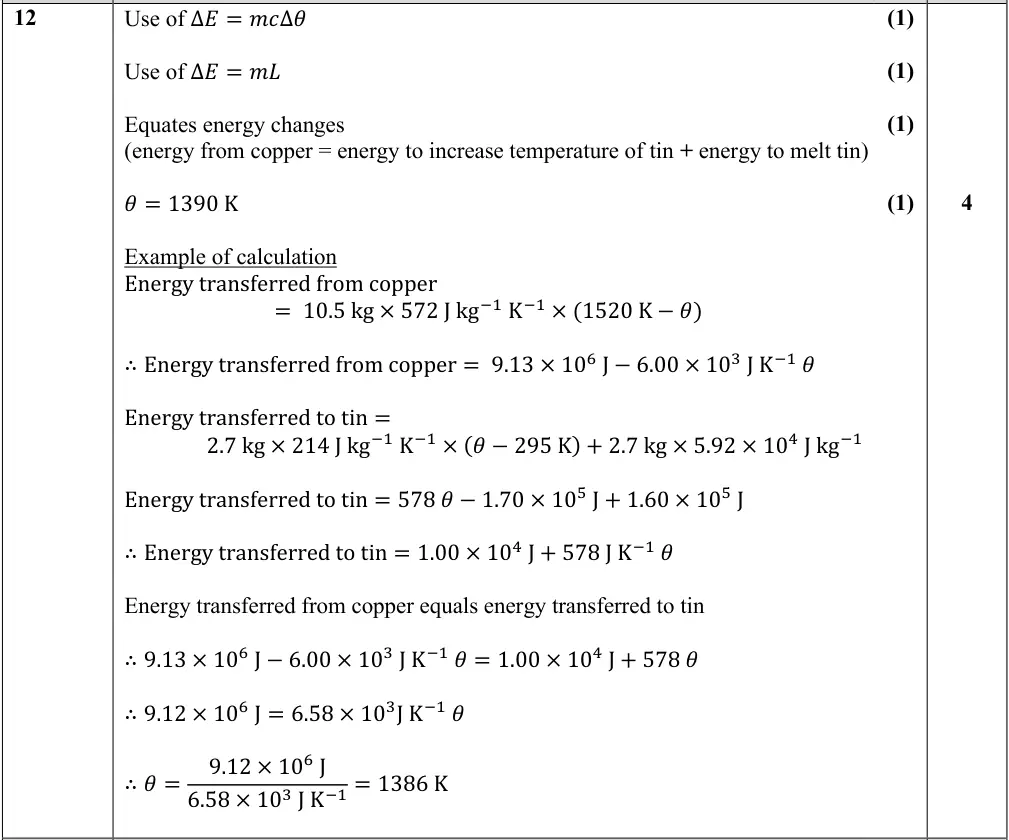 12 Use of ΔE = mcΔθ (1)
Use of ΔE = mL (1)
Equates energy changes (1)
(energy from copper = energy to increase temperature of tin + energy to melt tin)
θ = 1390 K (1) 4
Example of calculation
Energy transferred from copper
= 10.5 kg × 572 J kg⁻¹ K⁻¹ × (1520 K − θ)
∴ Energy transferred from copper = 9.13 × 10⁶ J − 6.00 × 10³ J K⁻¹ θ
Energy transferred to tin =
2.7 kg × 214 J kg⁻¹ K⁻¹ × (θ − 295 K) + 2.7 kg × 5.92 × 10⁴ J kg⁻¹
Energy transferred to tin = 578 θ − 1.70 × 10⁵ J + 1.60 × 10⁵ J
∴ Energy transferred to tin = 1.00 × 10⁴ J + 578 J K⁻¹ θ
Energy transferred from copper equals energy transferred to tin
∴ 9.13 × 10⁶ J − 6.00 × 10³ J K⁻¹ θ = 1.00 × 10⁴ J + 578 θ
∴ 9.12 × 10⁶ J = 6.58 × 10³J K⁻¹ θ
∴ θ = 9.12 × 10⁶ J / 6.58 × 10³ J K⁻¹ = 1386 K